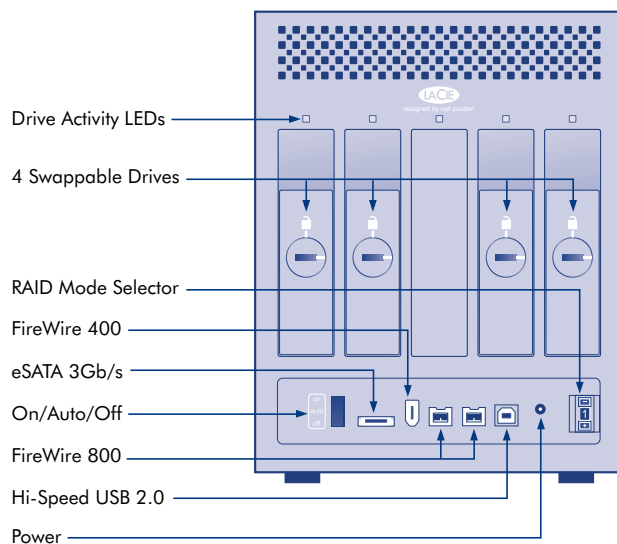 LACIE
designed by neil poulton
Drive Activity LEDs
4 Swappable Drives
RAID Mode Selector
FireWire 400
eSATA 3Gb/s
on
auto
off
1
On/Auto/Off
FireWire 800
Hi-Speed USB 2.0
Power